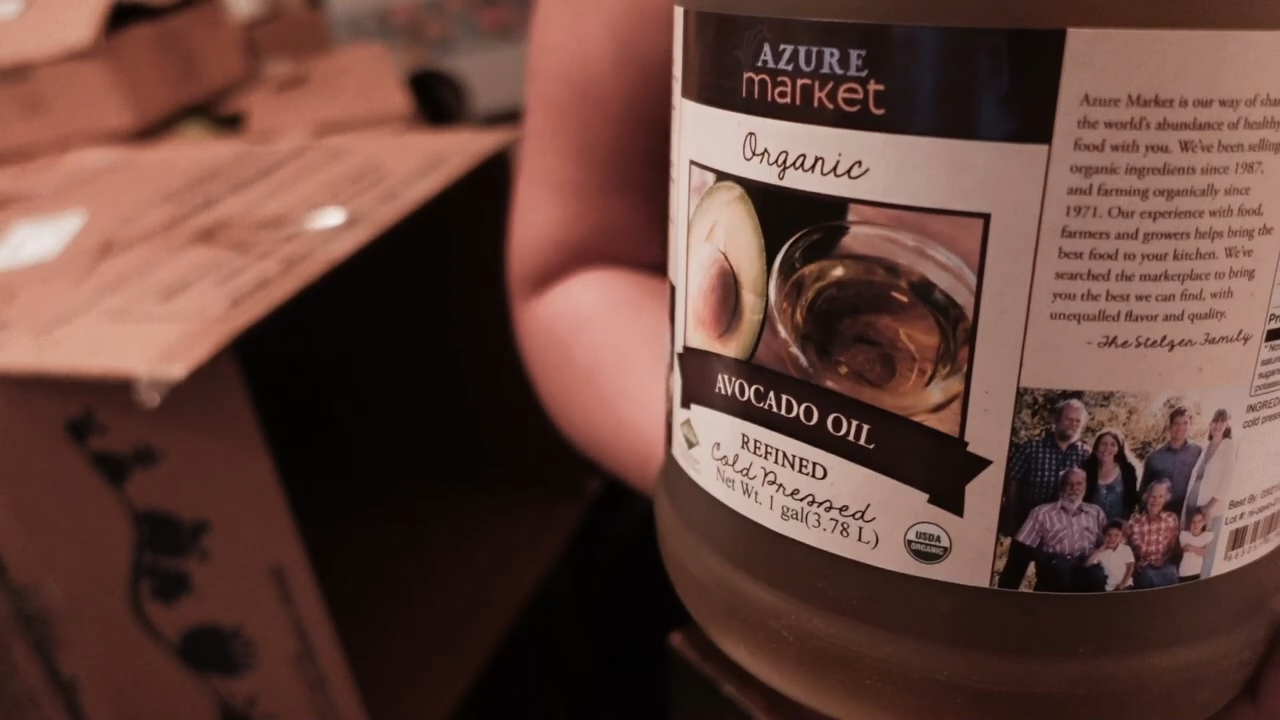 AZURE
market
Organic
AVOCADO OIL
REFINED
Cold Pressed
Net Wt. 1 gal(3.78 L)
USDA
ORGANIC
Azure Market is our way of
the world's abundance of healthy
food with you. We've been selling
organic ingredients since 1987,
and farming organically since
1971. Our experience with food,
farmers and growers helps bring the
best food to your kitchen. We've
searched the marketplace to bring
you the best we can find, with
unequalled flavor and quality.
- The Stelzer Family
cold
Best By:
Lot #: